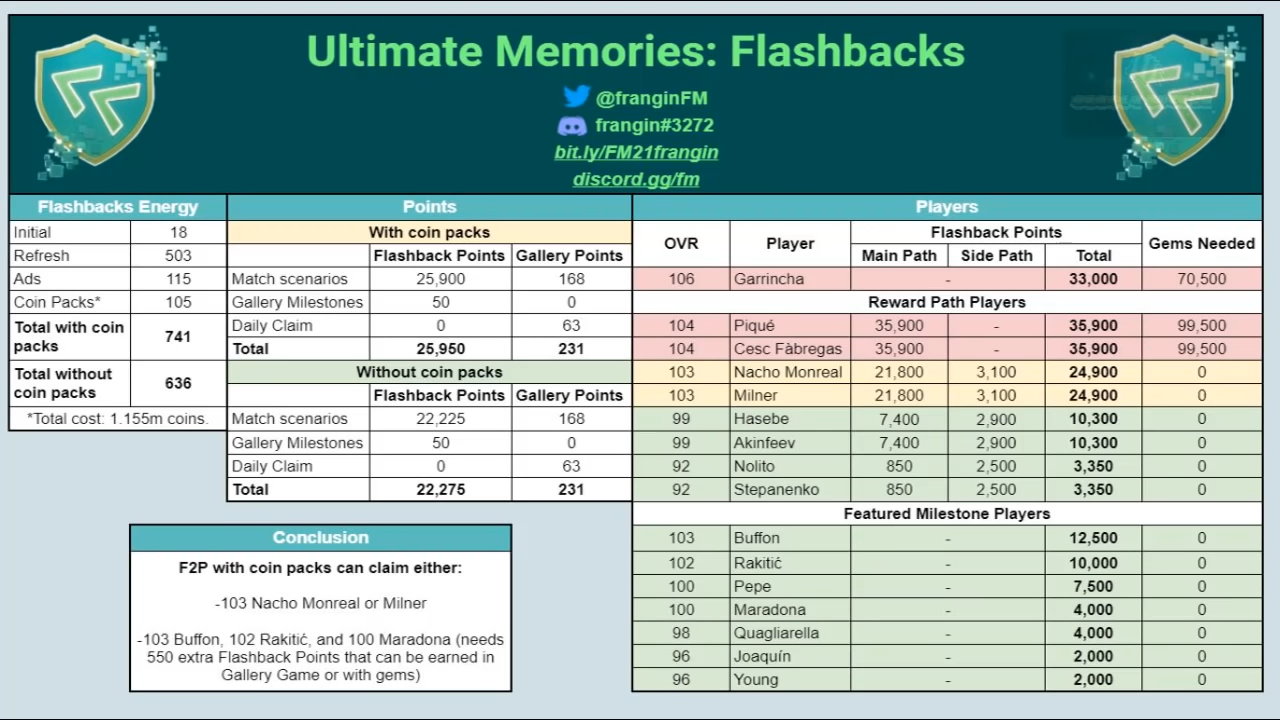 Ultimate Memories: Flashbacks
@franginFM
frangin#3272
bit.ly/FM21frangin
discord.gg/fm
Flashbacks Energy
Initial 18
Refresh 503
Ads 115
Coin Packs* 105
Total with coin packs 741
Total without coin packs 636
*Total cost: 1.155m coins.
Points
With coin packs
Flashback Points Gallery Points
Match scenarios 25,900 168
Gallery Milestones 50 0
Daily Claim 0 63
Total 25,950 231
Without coin packs
Flashback Points Gallery Points
Match scenarios 22,225 168
Gallery Milestones 50 0
Daily Claim 0 63
Total 22,275 231
Conclusion
F2P with coin packs can claim either:
-103 Nacho Monreal or Milner
-103 Buffon, 102 Rakitić, and 100 Maradona (needs
550 extra Flashback Points that can be earned in
Gallery Game or with gems)
Players
OVR Player Flashback Points Gems Needed
Main Path Side Path Total
106 Garrincha - 33,000 70,500
Reward Path Players
104 Piqué 35,900 - 35,900 99,500
104 Cesc Fàbregas 35,900 - 35,900 99,500
103 Nacho Monreal 21,800 3,100 24,900 0
103 Milner 21,800 3,100 24,900 0
99 Hasebe 7,400 2,900 10,300 0
99 Akinfeev 7,400 2,900 10,300 0
92 Nolito 850 2,500 3,350 0
92 Stepanenko 850 2,500 3,350 0
Featured Milestone Players
103 Buffon - 12,500 0
102 Rakitić - 10,000 0
100 Pepe - 7,500 0
100 Maradona - 4,000 0
98 Quagliarella - 4,000 0
96 Joaquín - 2,000 0
96 Young - 2,000 0